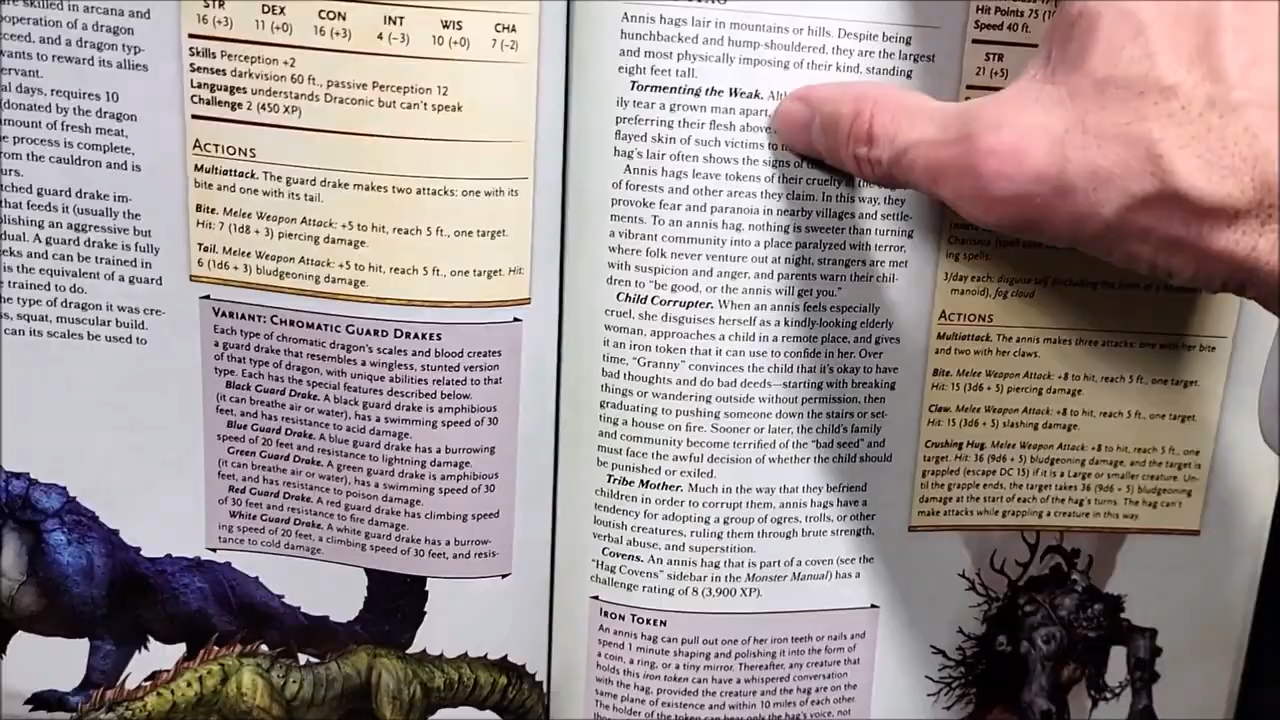 are skilled in arcana and
operation of a dragon
ceed, and a dragon typ-
wants to reward its allies
ervant.
al days, requires 10
(donated by the dragon
mount of fresh meat,
e process is complete,
rom the cauldron and is
urs.
tched guard drake im-
that feeds it (usually the
lishing an aggressive but
dual. A guard drake is fully
eks and can be trained in
is the equivalent of a guard
e trained to do.
he type of dragon it was cre-
ss, squat, muscular build.
can its scales be used to
STR DEX CON INT WIS CHA
16 (+3) 11 (+0) 16 (+3) 4 (−3) 10 (+0) 7 (−2)
Skills Perception +2
Senses darkvision 60 ft., passive Perception 12
Languages understands Draconic but can't speak
Challenge 2 (450 XP)
ACTIONS
Multiattack. The guard drake makes two attacks: one with its
bite and one with its tail.
Bite. Melee Weapon Attack: +5 to hit, reach 5 ft., one target.
Hit: 7 (1d8 + 3) piercing damage.
Tail. Melee Weapon Attack: +5 to hit, reach 5 ft., one target. Hit:
6 (1d6 + 3) bludgeoning damage.
VARIANT: CHROMATIC GUARD DRAKES
Each type of chromatic dragon's scales and blood creates
a guard drake that resembles a wingless, stunted version
of that type of dragon, with unique abilities related to that
type. Each has the special features described below.
Black Guard Drake. A black guard drake is amphibious
(it can breathe air or water), has a swimming speed of 30
feet, and has resistance to acid damage.
Blue Guard Drake. A blue guard drake has a burrowing
speed of 20 feet and resistance to lightning damage.
Green Guard Drake. A green guard drake is amphibious
(it can breathe air or water), has a swimming speed of 30
feet, and has resistance to poison damage.
Red Guard Drake. A red guard drake has climbing speed
of 30 feet and resistance to fire damage.
White Guard Drake. A white guard drake has a burrow-
ing speed of 20 feet, a climbing speed of 30 feet, and resis-
tance to cold damage.
Annis hags lair in mountains or hills. Despite being
hunchbacked and hump-shouldered, they are the largest
and most physically imposing of their kind, standing
eight feet tall.
Tormenting the Weak.
ily tear a grown man apart,
preferring their flesh above
flayed skin of such victims to
hag's lair often shows the signs of
Annis hags leave tokens of their cruelty at the
of forests and other areas they claim. In this way, they
provoke fear and paranoia in nearby villages and settle-
ments. To an annis hag, nothing is sweeter than turning
a vibrant community into a place paralyzed with terror,
where folk never venture out at night, strangers are met
with suspicion and anger, and parents warn their chil-
dren to "be good, or the annis will get you."
Child Corrupter. When an annis feels especially
cruel, she disguises herself as a kindly-looking elderly
woman, approaches a child in a remote place, and gives
it an iron token that it can use to confide in her. Over
time, "Granny" convinces the child that it's okay to have
bad thoughts and do bad deeds—starting with breaking
things or wandering outside without permission, then
graduating to pushing someone down the stairs or set-
ting a house on fire. Sooner or later, the child's family
and community become terrified of the "bad seed" and
must face the awful decision of whether the child should
be punished or exiled.
Tribe Mother. Much in the way that they befriend
children in order to corrupt them, annis hags have a
tendency for adopting a group of ogres, trolls, or other
loutish creatures, ruling them through brute strength,
verbal abuse, and superstition.
Covens. An annis hag that is part of a coven (see the
"Hag Covens" sidebar in the Monster Manual) has a
challenge rating of 8 (3,900 XP).
IRON TOKEN
An annis hag can pull out one of her iron teeth or nails and
spend 1 minute shaping and polishing it into the form of
a coin, a ring, or a tiny mirror. Thereafter, any creature that
holds this iron token can have a whispered conversation
with the hag, provided the creature and the hag are on the
same plane of existence and within 10 miles of each other.
The holder of the token can hear only the hag's voice, not
Hit Points 75
Speed 40 ft.
STR
21 (+5)
Charisma (spell
ing spells:
3/day each: disguise self (including the form of a
manoid), fog cloud
ACTIONS
Multiattack. The annis makes three attacks: one with her bite
and two with her claws.
Bite. Melee Weapon Attack: +8 to hit, reach 5 ft., one target.
Hit: 15 (3d6 + 5) piercing damage.
Claw. Melee Weapon Attack: +8 to hit, reach 5 ft., one target.
Hit: 15 (3d6 + 5) slashing damage.
Crushing Hug. Melee Weapon Attack: +8 to hit, reach 5 ft., one
target. Hit: 36 (9d6 + 5) bludgeoning damage, and the target is
grappled (escape DC 15) if it is a Large or smaller creature. Un-
til the grapple ends, the target takes 36 (9d6 + 5) bludgeoning
damage at the start of each of the hag's turns. The hag can't
make attacks while grappling a creature in this way.